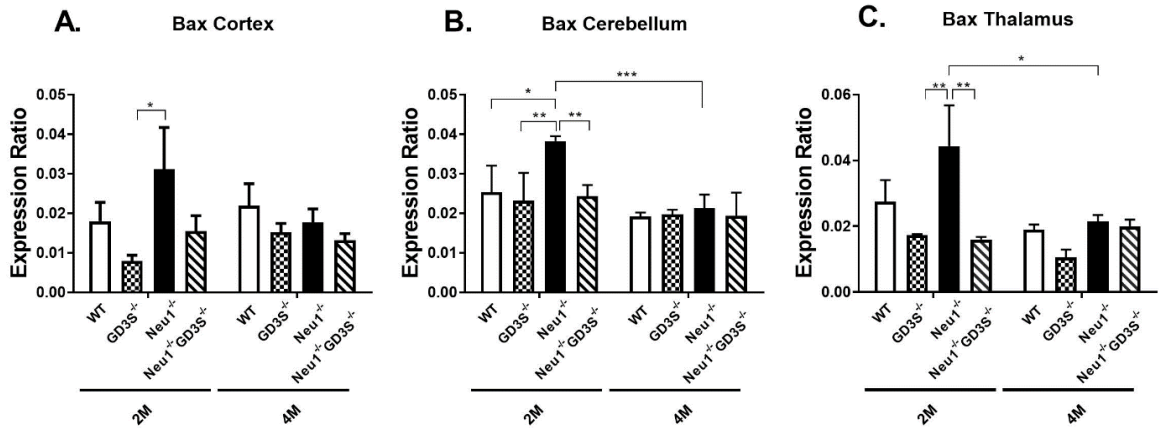 A. Bax Cortex
Expression Ratio
0.05
0.04
0.03
0.02
0.01
0.00
*
WT
GD3S-/-
Neu1-/-
Neu1-/-GD3S-/-
WT
GD3S-/-
Neu1-/-
Neu1-/-GD3S-/-
2M
4M
B. Bax Cerebellum
Expression Ratio
0.05
0.04
0.03
0.02
0.01
0.00
***
*
** **
WT
GD3S-/-
Neu1-/-
Neu1-/-GD3S-/-
WT
GD3S-/-
Neu1-/-
Neu1-/-GD3S-/-
2M
4M
C. Bax Thalamus
Expression Ratio
0.06
0.04
0.02
0.00
*
** **
WT
GD3S-/-
Neu1-/-
Neu1-/-GD3S-/-
WT
GD3S-/-
Neu1-/-
Neu1-/-GD3S-/-
2M
4M